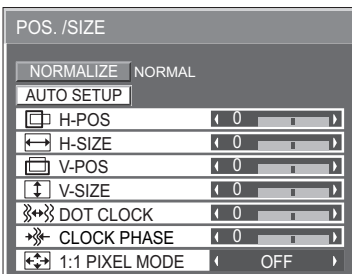 POS. /SIZE
NORMALIZE NORMAL
AUTO SETUP
H-POS 0
H-SIZE 0
V-POS 0
V-SIZE 0
DOT CLOCK 0
CLOCK PHASE 0
1:1 PIXEL MODE OFF